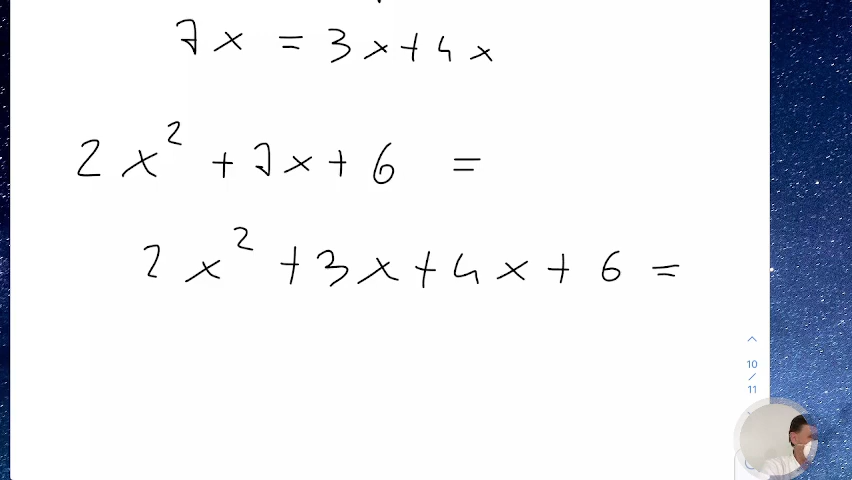 7x = 3x+4x
2x² + 7x + 6 =
2x² + 3x + 4x + 6 =
10
/
11